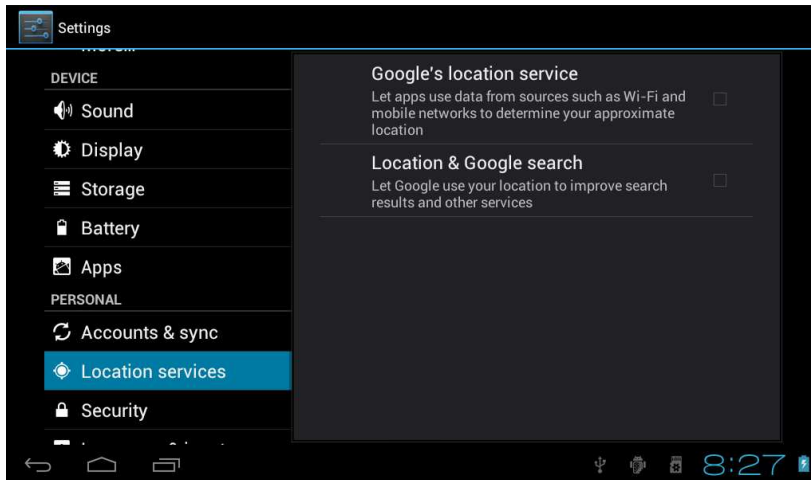 Settings
DEVICE
Sound
Display
Storage
Battery
Apps
PERSONAL
Accounts & sync
Location services
Security
Google's location service
Let apps use data from sources such as Wi-Fi and
mobile networks to determine your approximate
location
Location & Google search
Let Google use your location to improve search
results and other services
8:27